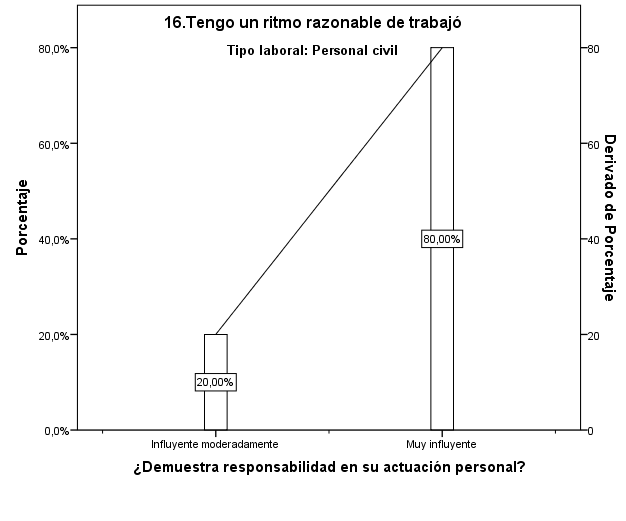 16.Tengo un ritmo razonable de trabajó
Tipo laboral: Personal civil
80,0%
60,0%
40,0%
20,0%
0,0%
Porcentaje
80
60
40
20
0
Derivado de Porcentaje
20,00%
80,00%
Influyente moderadamente
Muy influyente
¿Demuestra responsabilidad en su actuación personal?